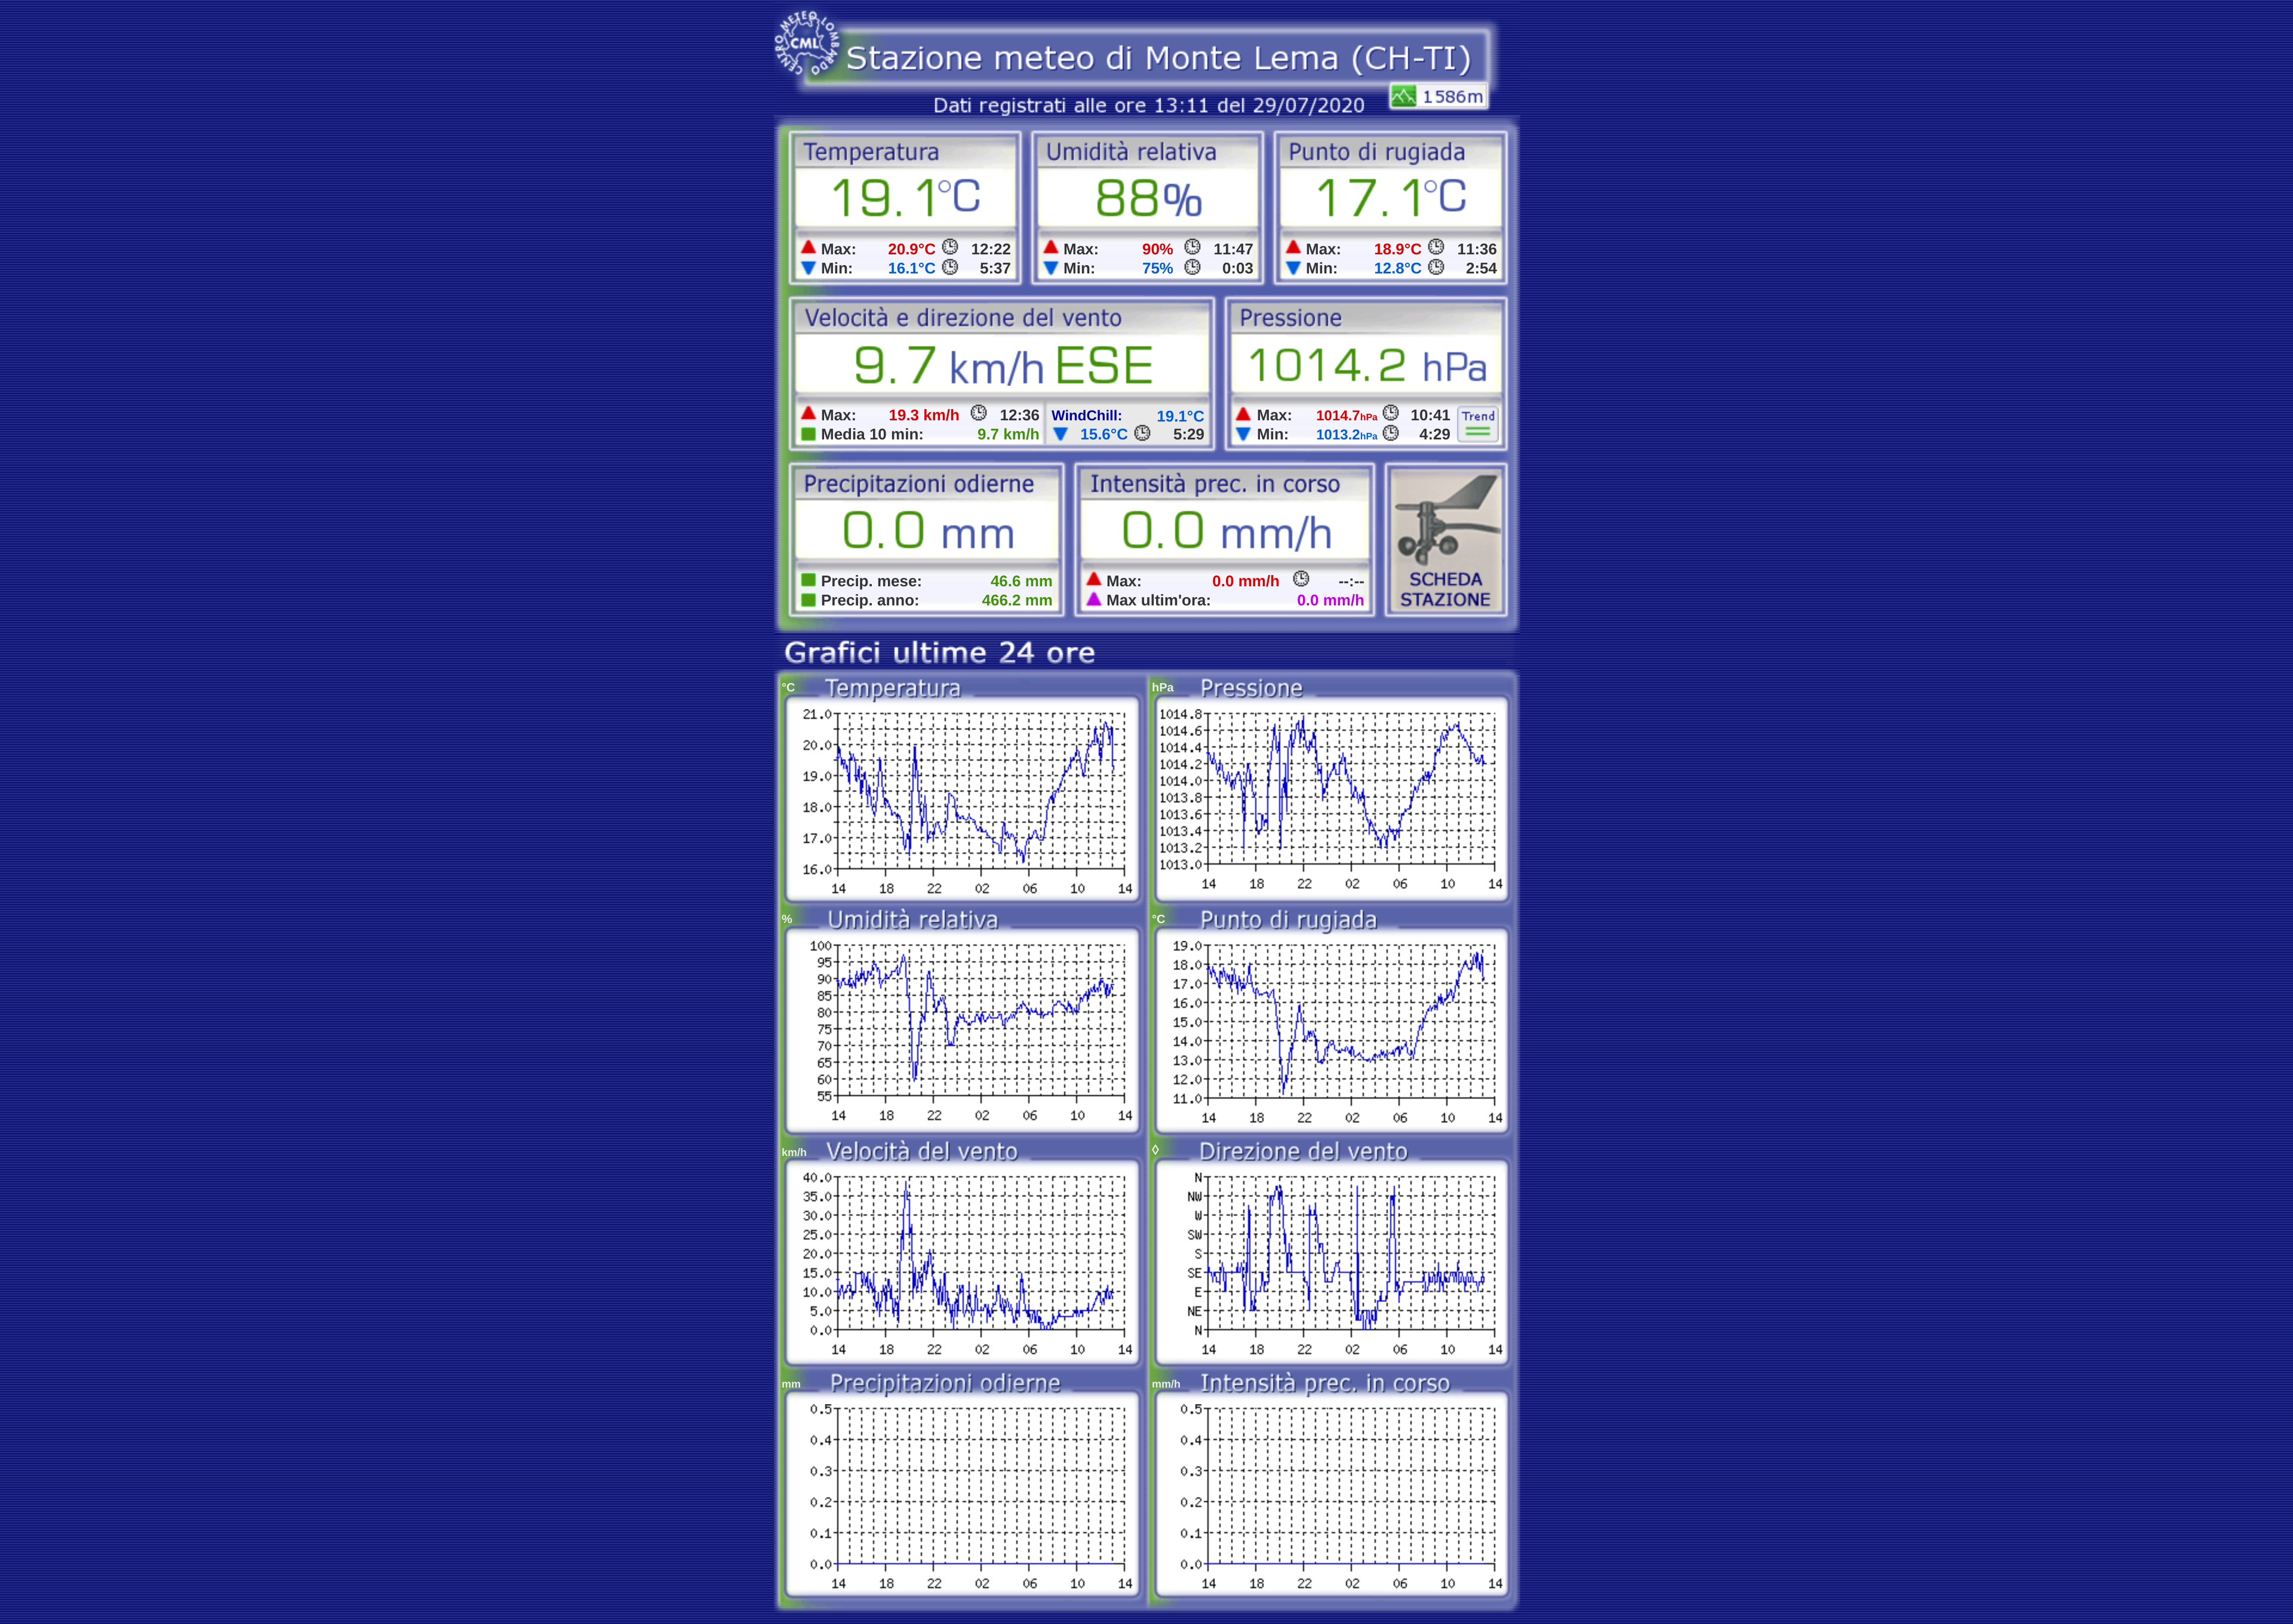 CENTRO METEO LOMBARDO
CML
Stazione meteo di Monte Lema (CH-TI)
1586m
Dati registrati alle ore 13:11 del 29/07/2020
Temperatura
19.1°C
Max: 20.9°C 12:22
Min: 16.1°C 5:37
Umidità relativa
88%
Max: 90% 11:47
Min: 75% 0:03
Punto di rugiada
17.1°C
Max: 18.9°C 11:36
Min: 12.8°C 2:54
Velocità e direzione del vento
9.7 km/h ESE
Max: 19.3 km/h 12:36
Media 10 min: 9.7 km/h
WindChill: 19.1°C
15.6°C 5:29
Pressione
1014.2 hPa
Max: 1014.7hPa 10:41
Min: 1013.2hPa 4:29
Trend
Precipitazioni odierne
0.0 mm
Precip. mese: 46.6 mm
Precip. anno: 466.2 mm
Intensità prec. in corso
0.0 mm/h
Max: 0.0 mm/h --:--
Max ultim'ora: 0.0 mm/h
SCHEDA
STAZIONE
Grafici ultime 24 ore
°C Temperatura
21.0
20.0
19.0
18.0
17.0
16.0
14 18 22 02 06 10 14
hPa Pressione
1014.8
1014.6
1014.4
1014.2
1014.0
1013.8
1013.6
1013.4
1013.2
1013.0
14 18 22 02 06 10 14
% Umidità relativa
100
95
90
85
80
75
70
65
60
55
14 18 22 02 06 10 14
°C Punto di rugiada
19.0
18.0
17.0
16.0
15.0
14.0
13.0
12.0
11.0
14 18 22 02 06 10 14
km/h Velocità del vento
40.0
35.0
30.0
25.0
20.0
15.0
10.0
5.0
0.0
14 18 22 02 06 10 14
◊ Direzione del vento
N
NW
W
SW
S
SE
E
NE
N
14 18 22 02 06 10 14
mm Precipitazioni odierne
0.5
0.4
0.3
0.2
0.1
0.0
14 18 22 02 06 10 14
mm/h Intensità prec. in corso
0.5
0.4
0.3
0.2
0.1
0.0
14 18 22 02 06 10 14